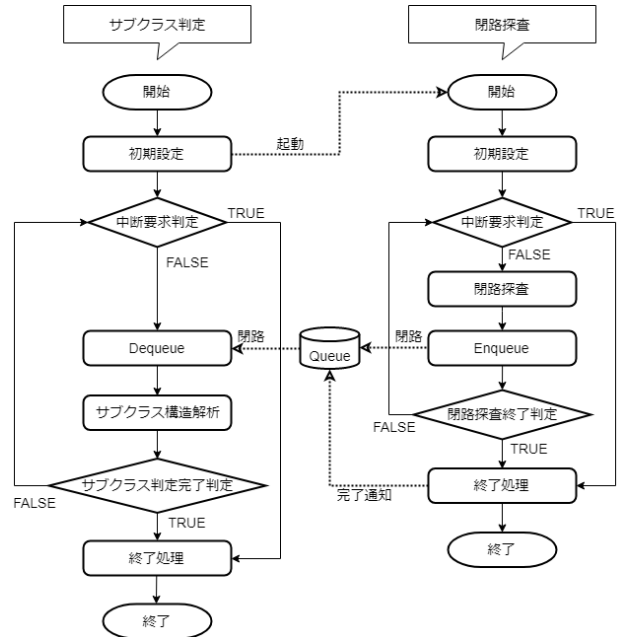 サブクラス判定
開始
初期設定
起動
中断要求判定
TRUE
FALSE
Dequeue
サブクラス構造解析
サブクラス判定完了判定
FALSE
TRUE
終了処理
終了
閉路
Queue
閉路
完了通知
閉路探査
開始
初期設定
中断要求判定
TRUE
FALSE
閉路探査
Enqueue
閉路探査終了判定
FALSE
TRUE
終了処理
終了